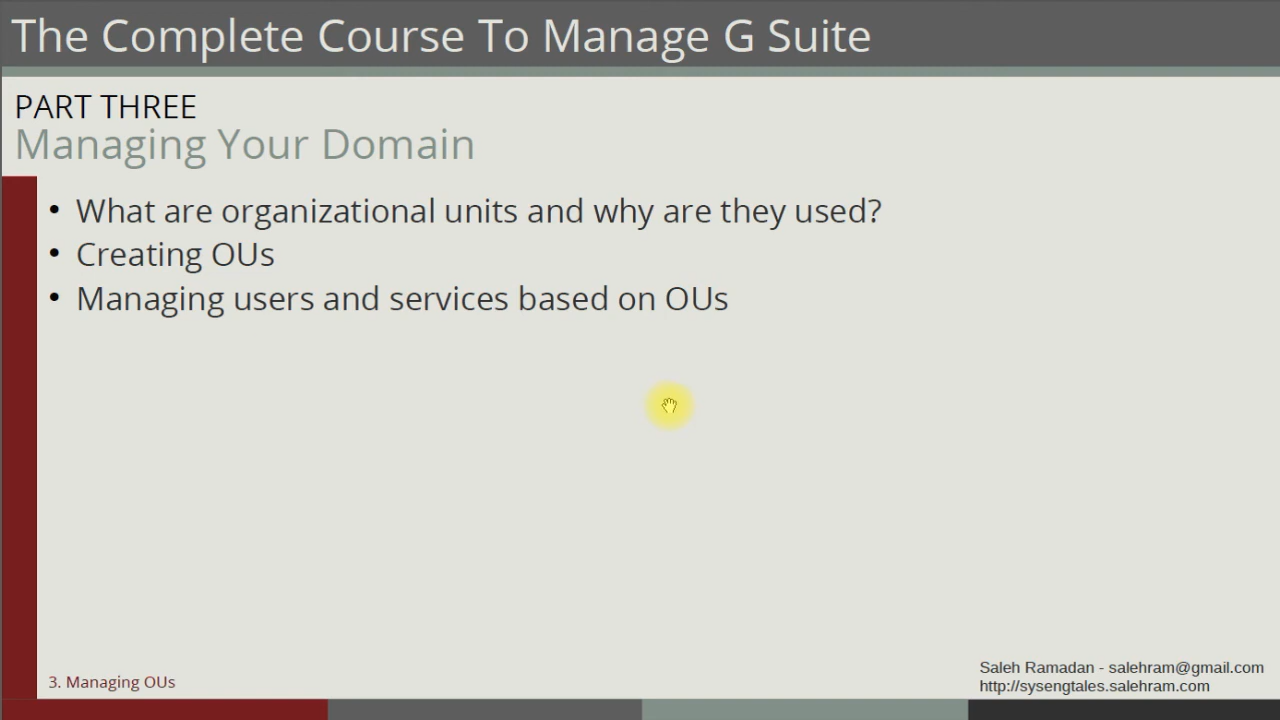 The Complete Course To Manage G Suite
PART THREE
Managing Your Domain
• What are organizational units and why are they used?
• Creating OUs
• Managing users and services based on OUs
3. Managing OUs
Saleh Ramadan - salehram@gmail.com
http://sysengtales.salehram.com